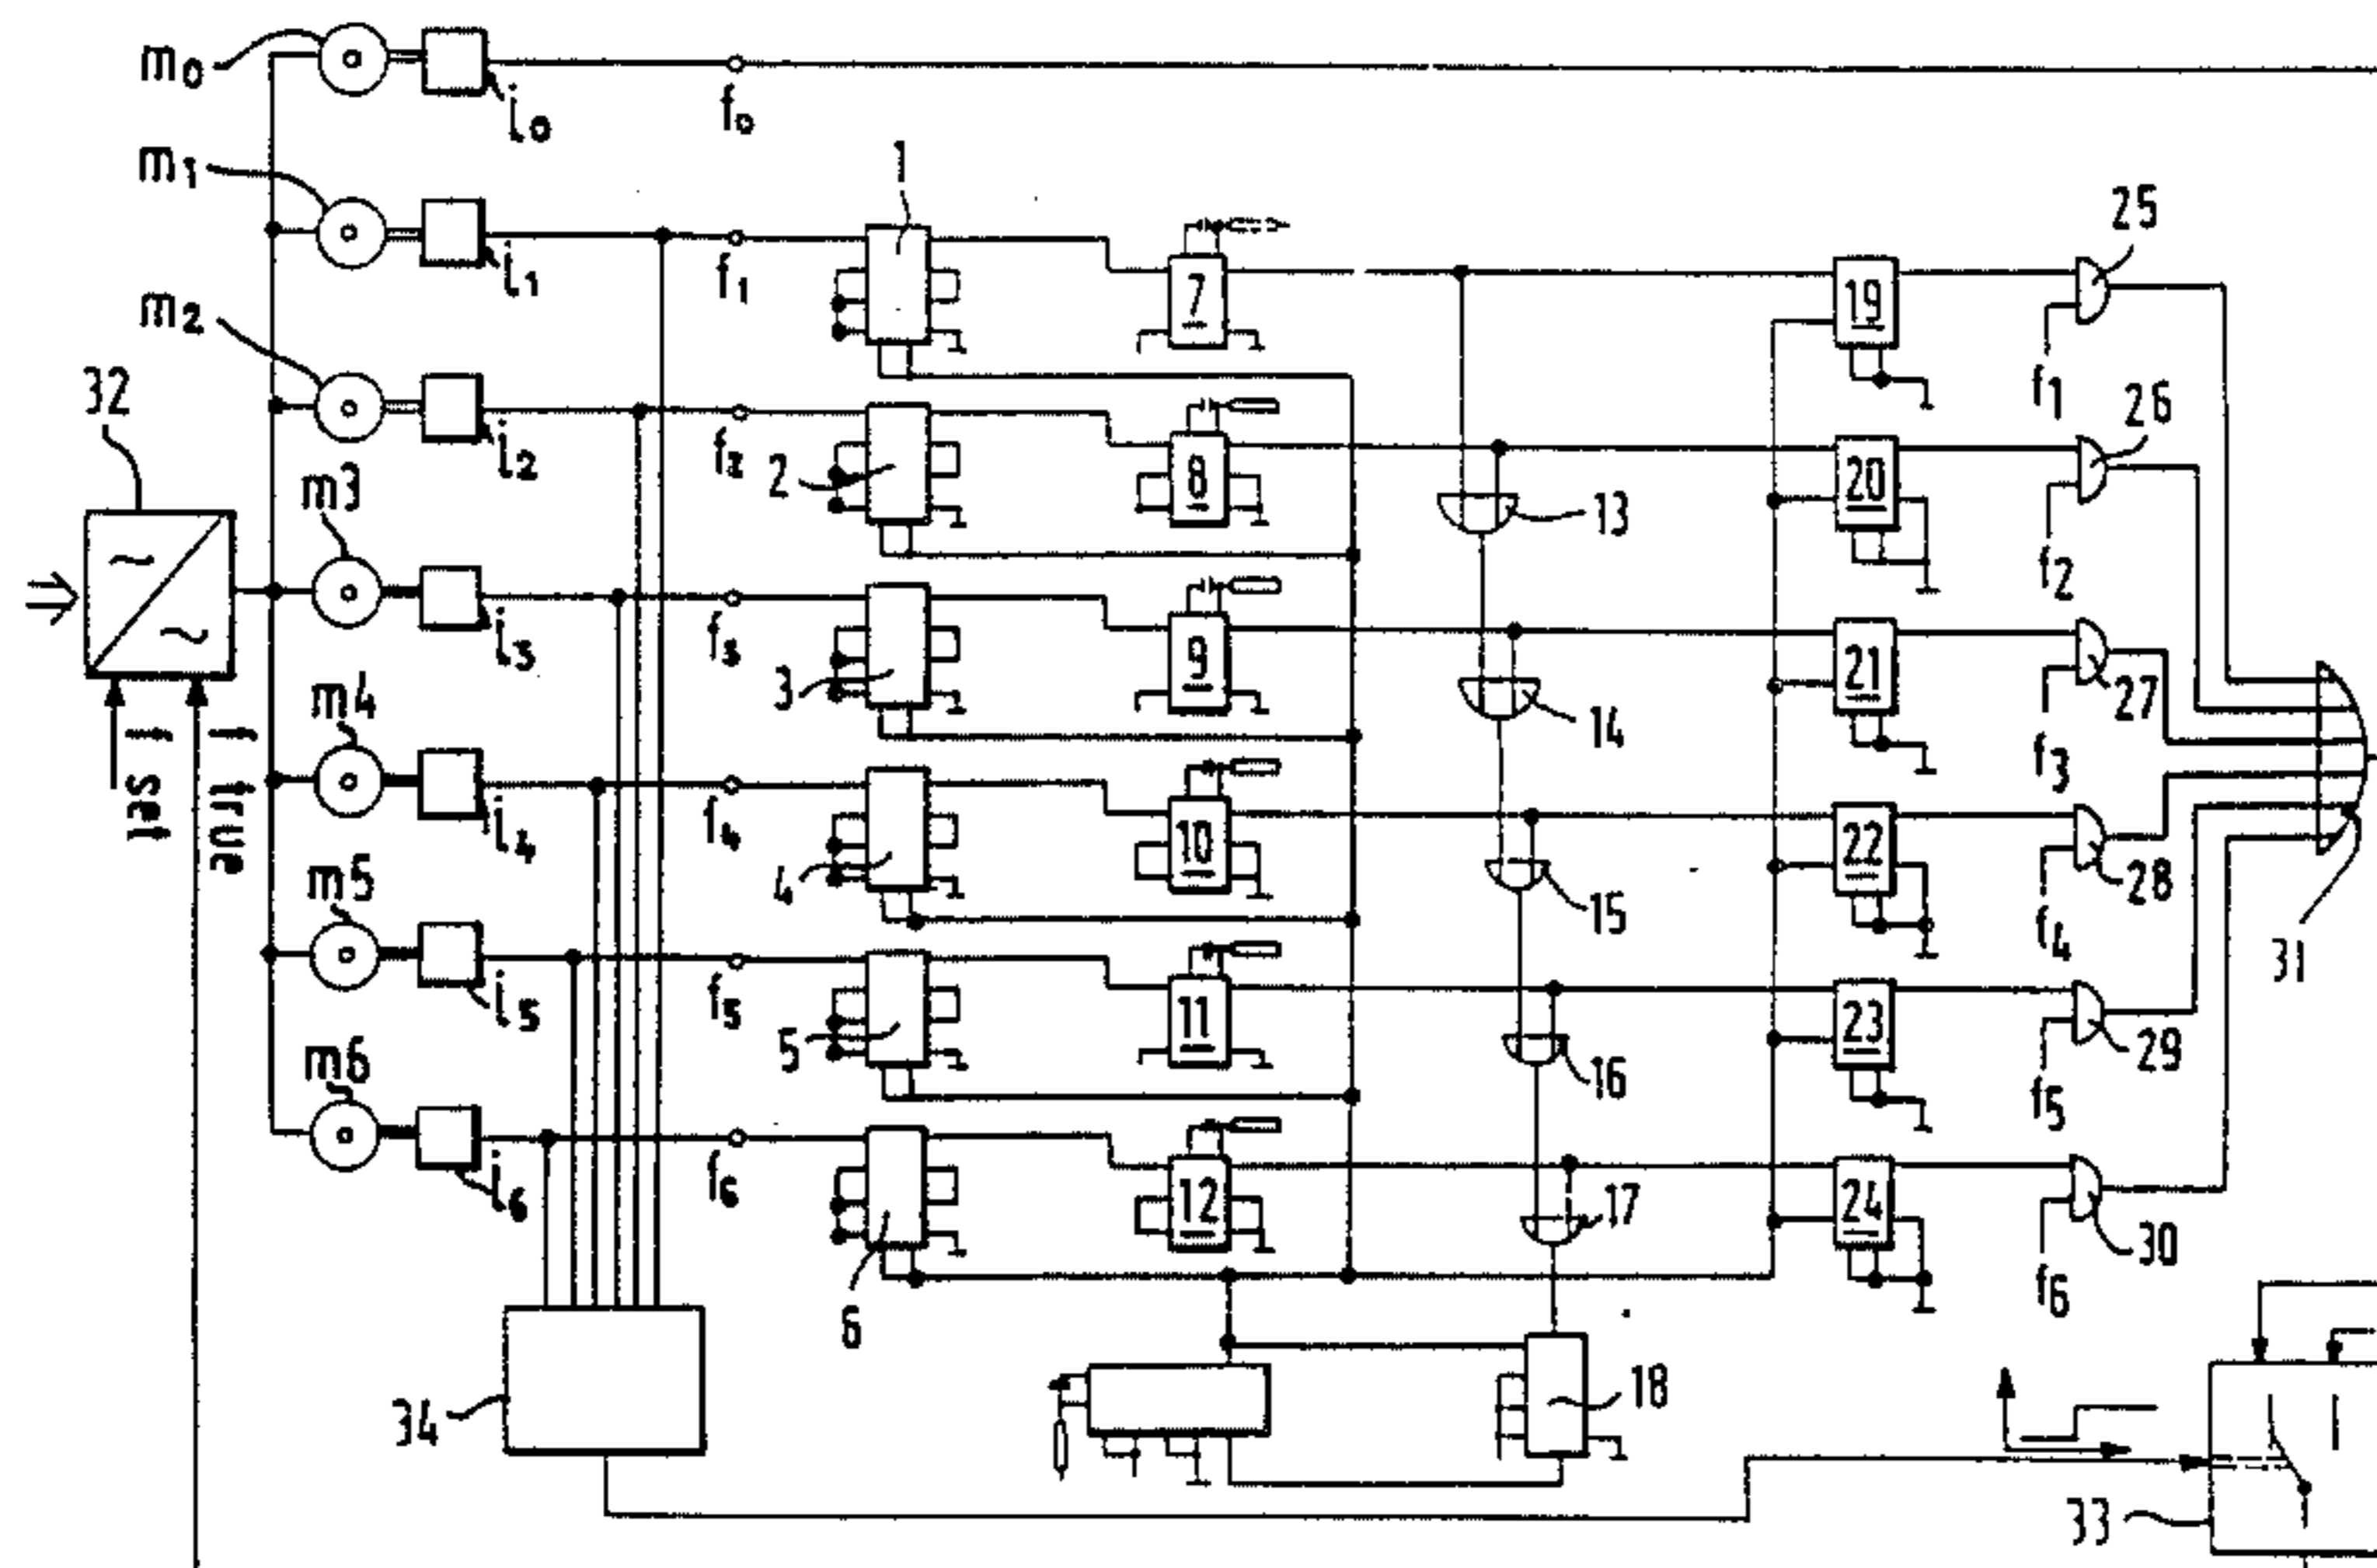 m₀
i₀
f₀
m₁
i₁
f₁
1
7
19
25
f₁
m₂
i₂
f₂
2
8
13
20
26
f₂
32
m3
i₃
f₃
3
9
14
21
27
f₃
f set
f true
m4
i₄
f₄
4
10
15
22
28
f₄
31
m5
i₅
f₅
5
11
16
23
29
f₅
m6
i₆
f₆
6
12
17
24
30
f₆
34
18
33
~
~